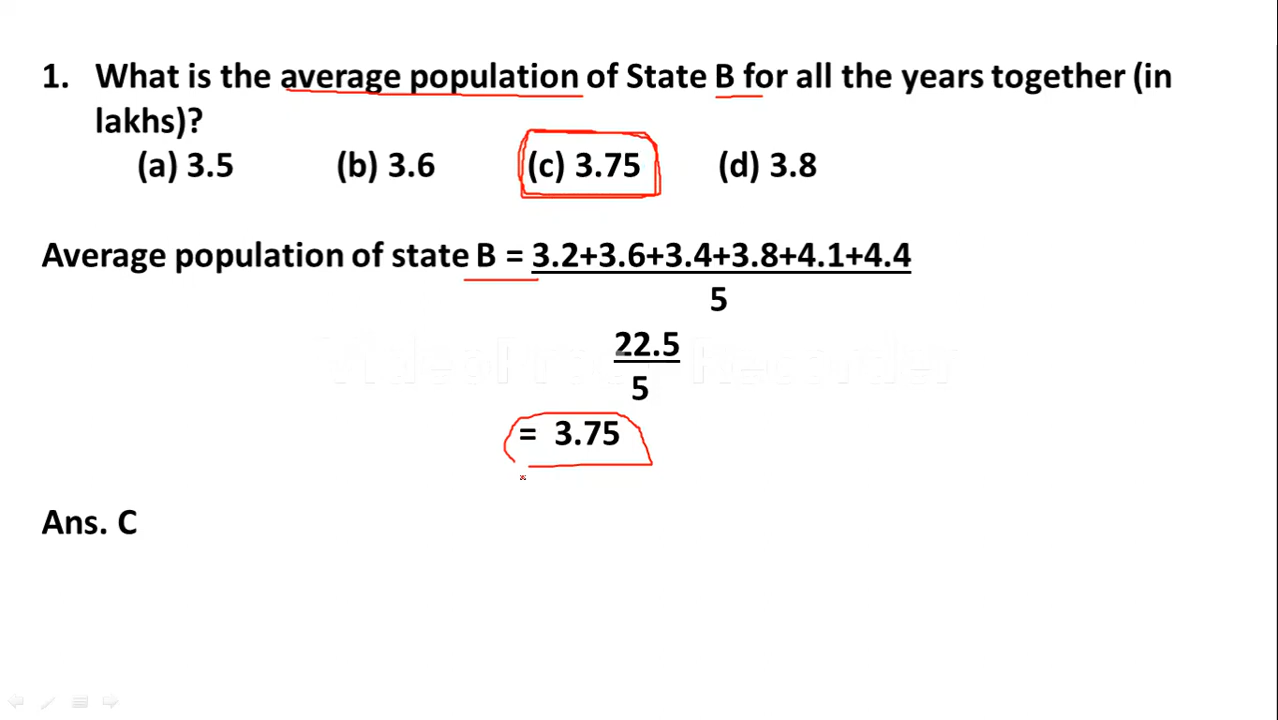 1. What is the average population of State B for all the years together (in
lakhs)?
(a) 3.5 (b) 3.6 (c) 3.75 (d) 3.8
Average population of state B = 3.2+3.6+3.4+3.8+4.1+4.4
5
22.5
5
= 3.75
Ans. C